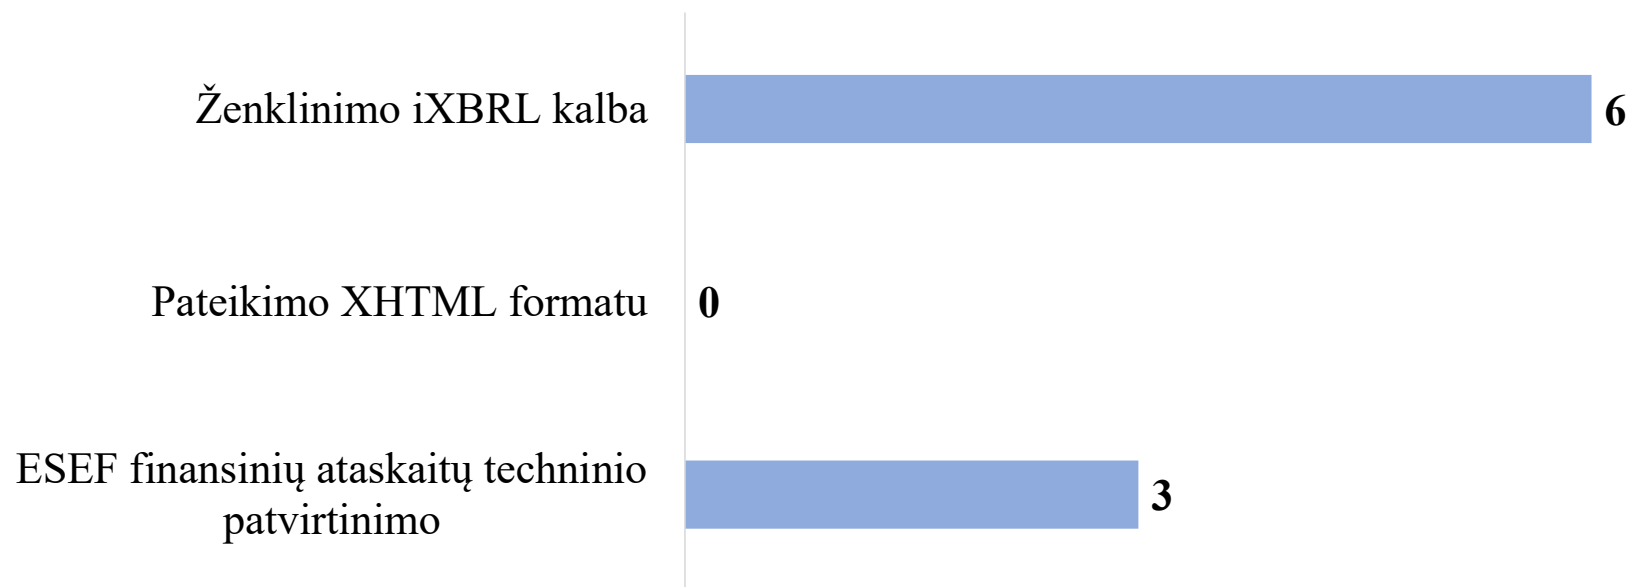 Ženklinimo iXBRL kalba
6
Pateikimo XHTML formatu
0
ESEF finansinių ataskaitų techninio
patvirtinimo
3